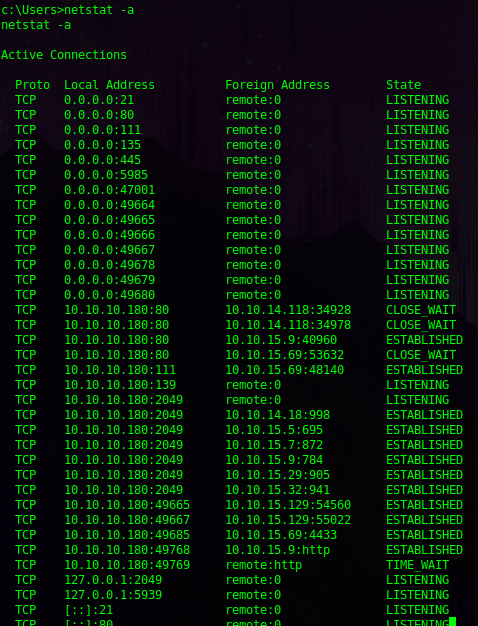 c:\Users>netstat -a
netstat -a
Active Connections
Proto  Local Address          Foreign Address        State
TCP    0.0.0.0:21             remote:0               LISTENING
TCP    0.0.0.0:80             remote:0               LISTENING
TCP    0.0.0.0:111            remote:0               LISTENING
TCP    0.0.0.0:135            remote:0               LISTENING
TCP    0.0.0.0:445            remote:0               LISTENING
TCP    0.0.0.0:5985           remote:0               LISTENING
TCP    0.0.0.0:47001          remote:0               LISTENING
TCP    0.0.0.0:49664          remote:0               LISTENING
TCP    0.0.0.0:49665          remote:0               LISTENING
TCP    0.0.0.0:49666          remote:0               LISTENING
TCP    0.0.0.0:49667          remote:0               LISTENING
TCP    0.0.0.0:49678          remote:0               LISTENING
TCP    0.0.0.0:49679          remote:0               LISTENING
TCP    0.0.0.0:49680          remote:0               LISTENING
TCP    10.10.10.180:80        10.10.14.118:34928     CLOSE_WAIT
TCP    10.10.10.180:80        10.10.14.118:34978     CLOSE_WAIT
TCP    10.10.10.180:80        10.10.15.9:40960       ESTABLISHED
TCP    10.10.10.180:80        10.10.15.69:53632      CLOSE_WAIT
TCP    10.10.10.180:111       10.10.15.69:48140      ESTABLISHED
TCP    10.10.10.180:139       remote:0               LISTENING
TCP    10.10.10.180:2049      remote:0               LISTENING
TCP    10.10.10.180:2049      10.10.14.18:998        ESTABLISHED
TCP    10.10.10.180:2049      10.10.15.5:695         ESTABLISHED
TCP    10.10.10.180:2049      10.10.15.7:872         ESTABLISHED
TCP    10.10.10.180:2049      10.10.15.9:784         ESTABLISHED
TCP    10.10.10.180:2049      10.10.15.29:905        ESTABLISHED
TCP    10.10.10.180:2049      10.10.15.32:941        ESTABLISHED
TCP    10.10.10.180:49665     10.10.15.129:54560     ESTABLISHED
TCP    10.10.10.180:49667     10.10.15.129:55022     ESTABLISHED
TCP    10.10.10.180:49685     10.10.15.69:4433       ESTABLISHED
TCP    10.10.10.180:49768     10.10.15.9:http        ESTABLISHED
TCP    10.10.10.180:49769     remote:http            TIME_WAIT
TCP    127.0.0.1:2049         remote:0               LISTENING
TCP    127.0.0.1:5939         remote:0               LISTENING
TCP    [::]:21                remote:0               LISTENING
TCP    [::]:80                remote:0               LISTENING